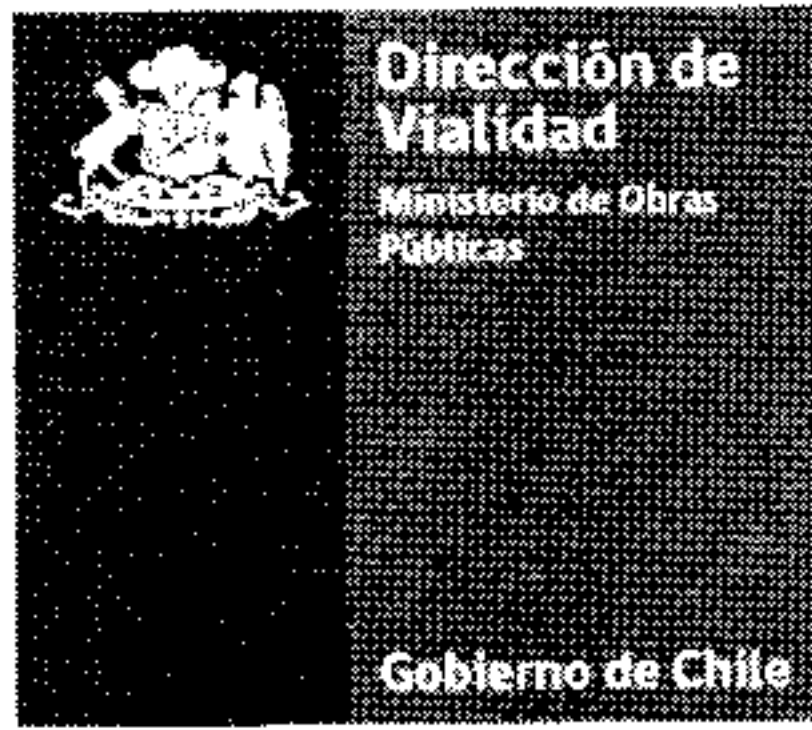 Dirección de
Vialidad
Ministerio de Obras
Públicas
Gobierno de Chile